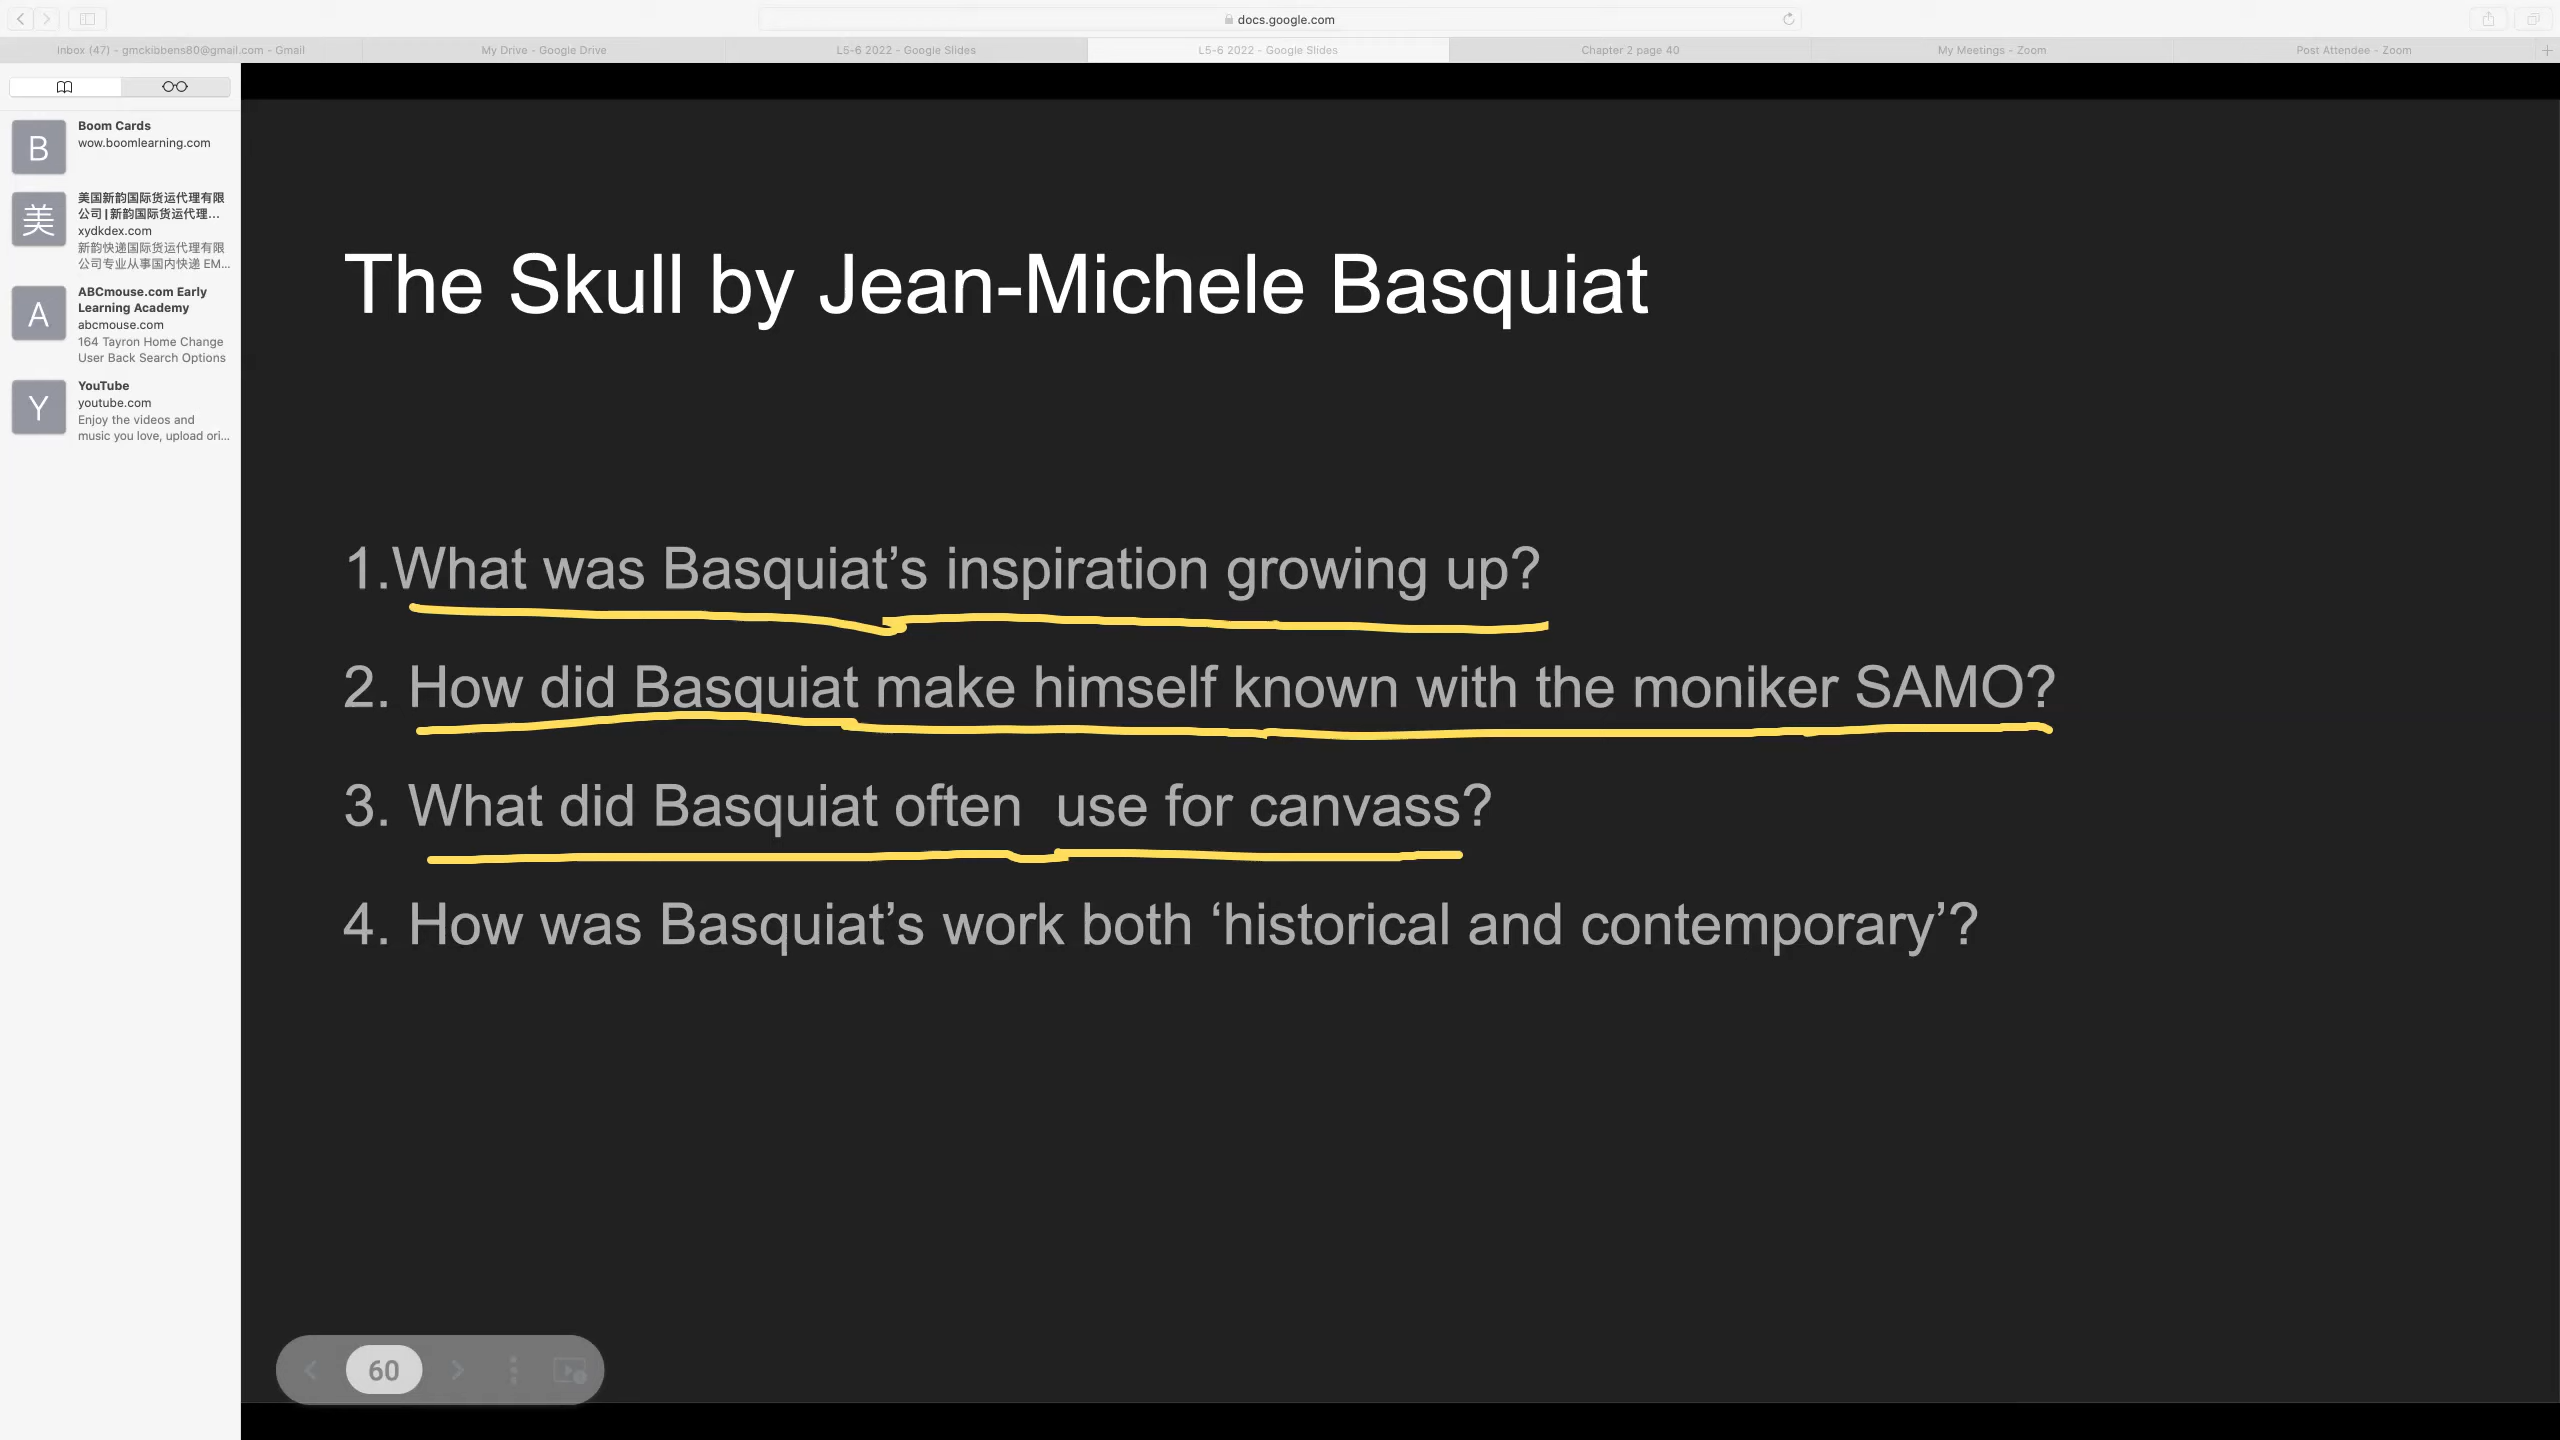 docs.google.com
Inbox (47) - gmckibbens80@gmail.com - Gmail
My Drive - Google Drive
L5-6 2022 - Google Slides
L5-6 2022 - Google Slides
Chapter 2 page 40
My Meetings - Zoom
Post Attendee - Zoom
B
Boom Cards
wow.boomlearning.com
美
美国新韵国际货运代理有限
公司 | 新韵国际货运代理...
xydkdex.com
新韵快递国际货运代理有限
公司专业从事国内快递 EM...
A
ABCmouse.com Early
Learning Academy
abcmouse.com
164 Tayron Home Change
User Back Search Options
Y
YouTube
youtube.com
Enjoy the videos and
music you love, upload ori...
The Skull by Jean-Michele Basquiat
1.What was Basquiat’s inspiration growing up?
2. How did Basquiat make himself known with the moniker SAMO?
3. What did Basquiat often  use for canvass?
4. How was Basquiat’s work both ‘historical and contemporary’?
60